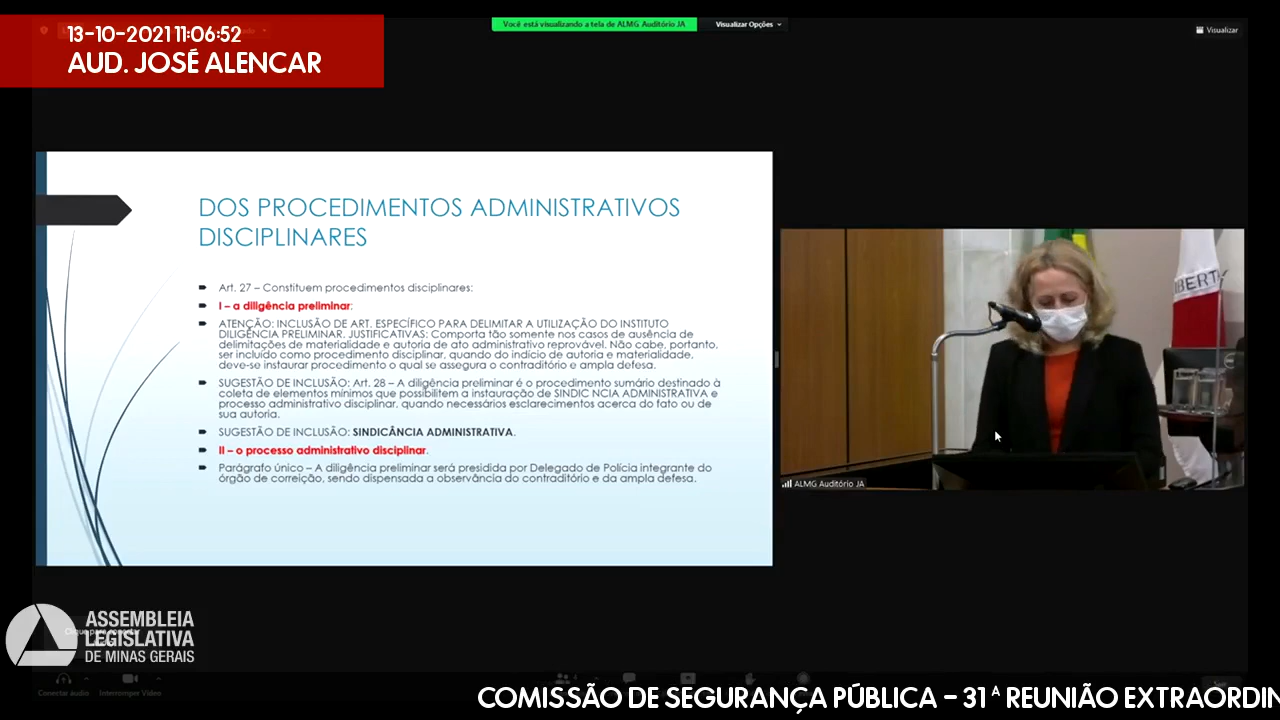 13-10-2021 11:06:52
AUD. JOSÉ ALENCAR
Você está visualizando a tela de ALMG Auditório JA
Visualizar Opções
Visualizar
DOS PROCEDIMENTOS ADMINISTRATIVOS
DISCIPLINARES
Art. 27 – Constituem procedimentos disciplinares:
I – a diligência preliminar:
ATENÇÃO: INCLUSÃO DE ART. ESPECÍFICO PARA DELIMITAR A UTILIZAÇÃO DO INSTITUTO
DILIGÊNCIA PRELIMINAR. JUSTIFICATIVAS: Comporta tão somente nos casos de ausência de
delimitações de materialidade e autoria de ato administrativo reprovável. Não cabe, portanto,
ser incluído como procedimento disciplinar, quando do indício de autoria e materialidade,
deve-se instaurar procedimento o qual se assegura o contraditório e ampla defesa.
SUGESTÃO DE INCLUSÃO: Art. 28 – A diligência preliminar é o procedimento sumário destinado à
coleta de elementos mínimos que possibilitem a instauração de SINDIC NCIA ADMINISTRATIVA e
processo administrativo disciplinar, quando necessários esclarecimentos acerca do fato ou de
sua autoria.
SUGESTÃO DE INCLUSÃO: SINDICÂNCIA ADMINISTRATIVA.
II – o processo administrativo disciplinar.
Parágrafo único – A diligência preliminar será presidida por Delegado de Polícia integrante do
órgão de correição, sendo dispensada a observância do contraditório e da ampla defesa.
IBERT
ALMG Auditório JA
ASSEMBLEIA
LEGISLATIVA
DE MINAS GERAIS
Conectar áudio
Interromper Vídeo
COMISSÃO DE SEGURANÇA PÚBLICA – 31ª REUNIÃO EXTRAORDIN